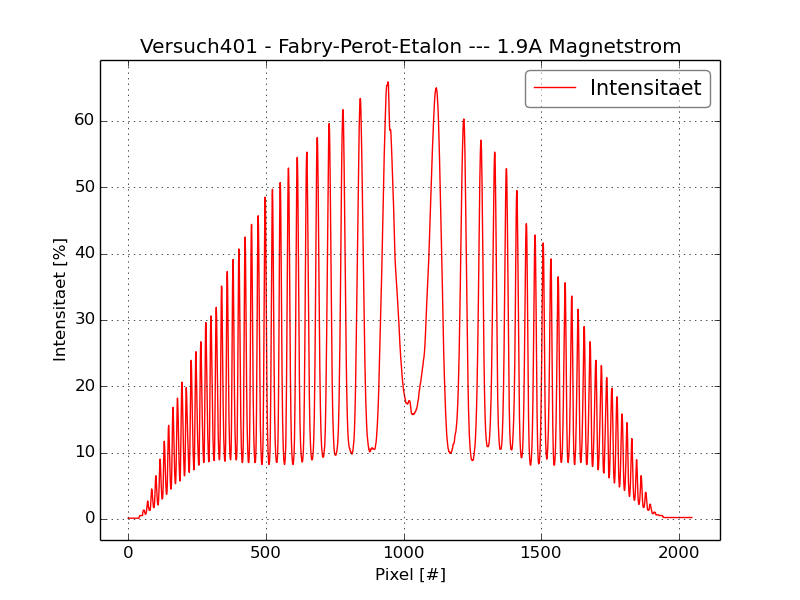 Versuch401 - Fabry-Perot-Etalon --- 1.9A Magnetstrom
Intensitaet
Intensitaet [%]
60
50
40
30
20
10
0
0 500 1000 1500 2000
Pixel [#]